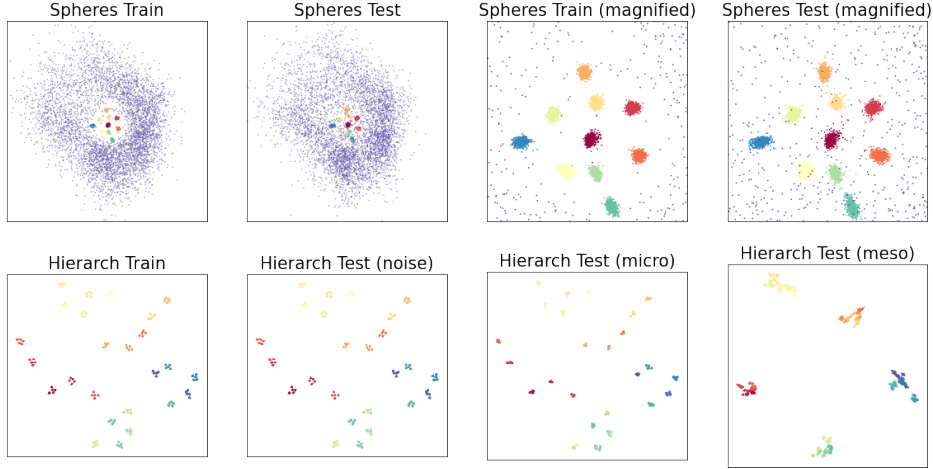 Spheres Train
Spheres Test
Spheres Train (magnified)
Spheres Test (magnified)
Hierarch Train
Hierarch Test (noise)
Hierarch Test (micro)
Hierarch Test (meso)